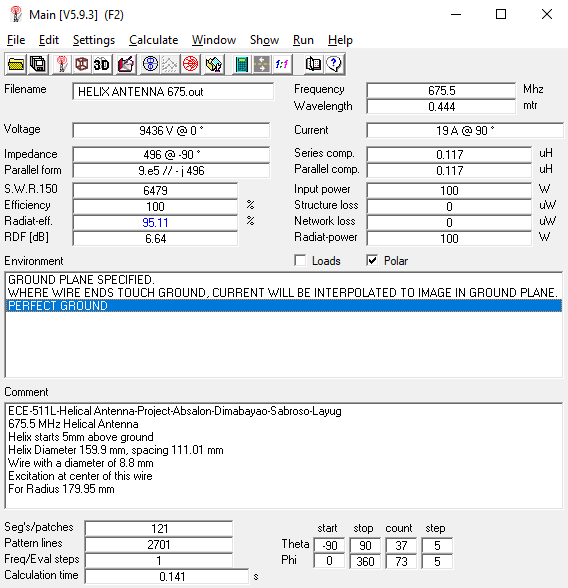 Main [V5.9.3] (F2)
File Edit Settings Calculate Window Show Run Help
3D 1:1
Filename HELIX ANTENNA 675.out Frequency 675.5 Mhz
Wavelength 0.444 mtr
Voltage 9436 V @ 0 ° Current 19 A @ 90 °
Impedance 496 @ -90 ° Series comp. 0.117 uH
Parallel form 9.e5 // - j 496 Parallel comp. 0.117 uH
S.W.R.150 6479 Input power 100 W
Efficiency 100 % Structure loss 0 uW
Radiat-eff. 95.11 % Network loss 0 uW
RDF [dB] 6.64 Radiat-power 100 W
Environment Loads Polar
GROUND PLANE SPECIFIED.
WHERE WIRE ENDS TOUCH GROUND, CURRENT WILL BE INTERPOLATED TO IMAGE IN GROUND PLANE.
PERFECT GROUND
Comment
ECE-511L-Helical Antenna-Project-Absalon-Dimabayao-Sabroso-Layug
675.5 MHz Helical Antenna
Helix starts 5mm above ground
Helix Diameter 159.9 mm, spacing 111.01 mm
Wire with a diameter of 8.8 mm
Excitation at center of this wire
For Radius 179.95 mm
Seg's/patches 121 start stop count step
Pattern lines 2701 Theta -90 90 37 5
Freq/Eval steps 1 Phi 0 360 73 5
Calculation time 0.141 s